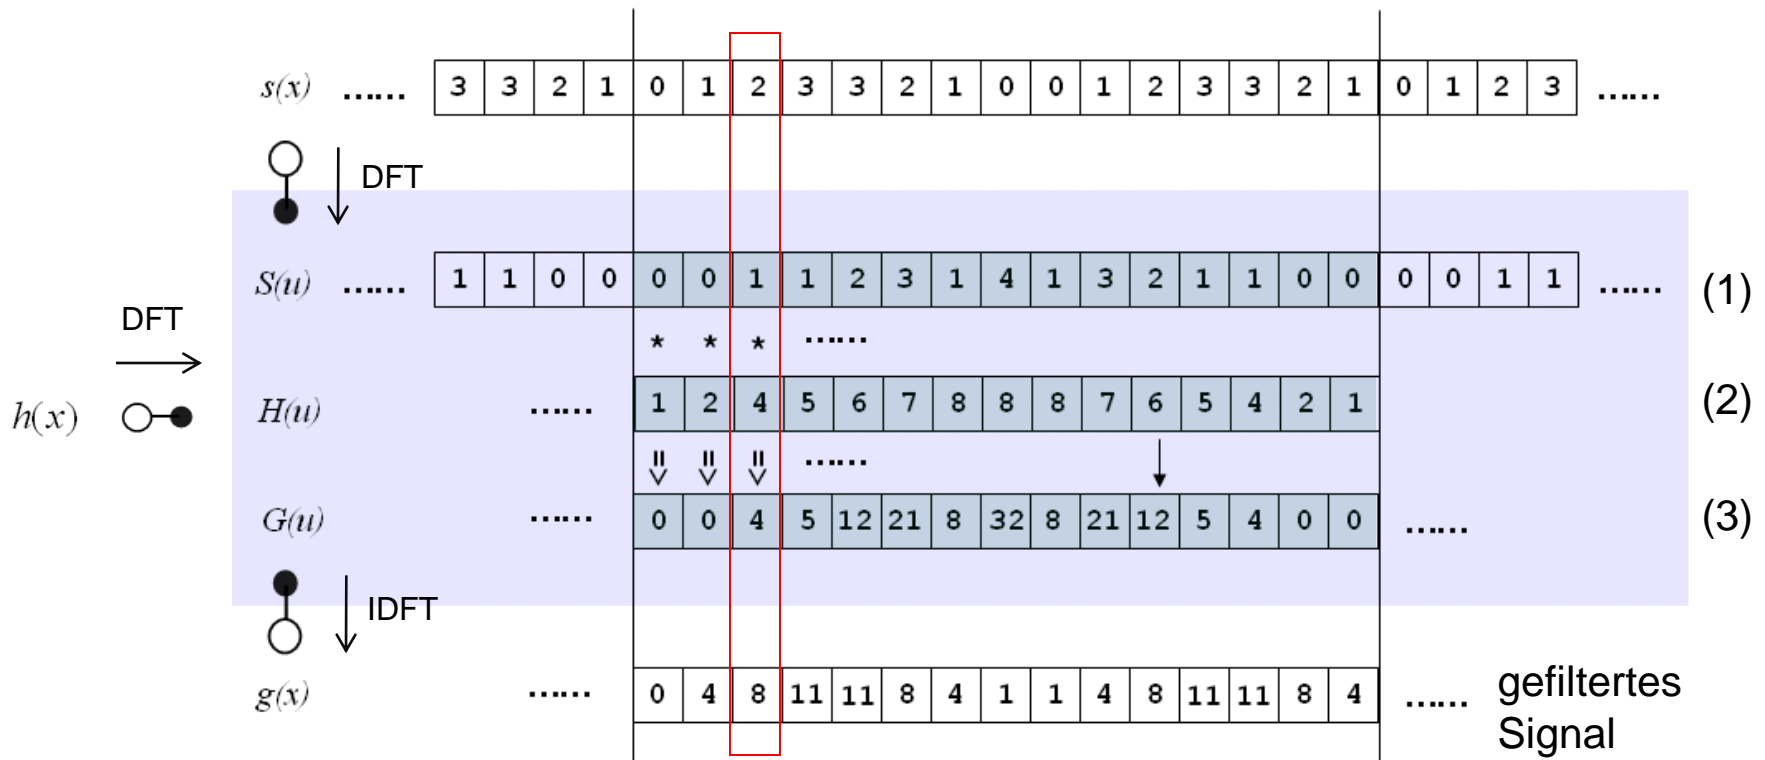 s(x) ...... 3 3 2 1 0 1 2 3 3 2 1 0 0 1 2 3 3 2 1 0 1 2 3 ......
DFT
S(u) ...... 1 1 0 0 0 0 1 1 2 3 1 4 1 3 2 1 1 0 0 0 0 1 1 ...... (1)
DFT
* * * ......
h(x) H(u) ...... 1 2 4 5 6 7 8 8 8 7 6 5 4 2 1 (2)
......
G(u) ...... 0 0 4 5 12 21 8 32 8 21 12 5 4 0 0 ...... (3)
IDFT
g(x) ...... 0 4 8 11 11 8 4 1 1 4 8 11 11 8 4 ...... gefiltertes
Signal